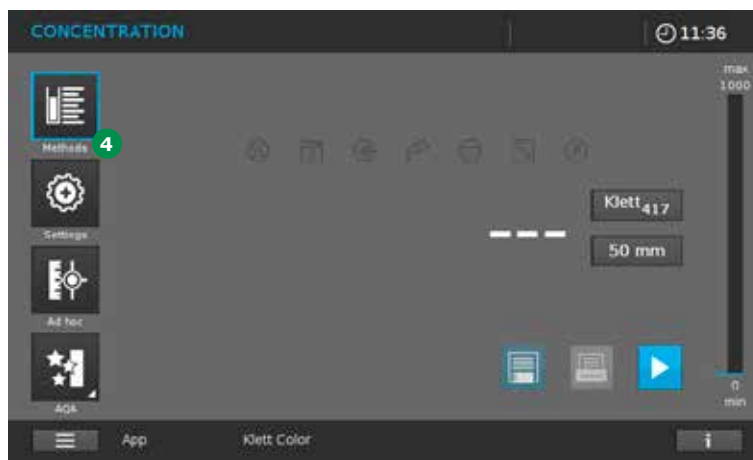 CONCENTRATION
11:36
max
1000
Methods
4
Settings
Klett417
50 mm
Ad hoc
AQA
0
min
App
Klett Color
i